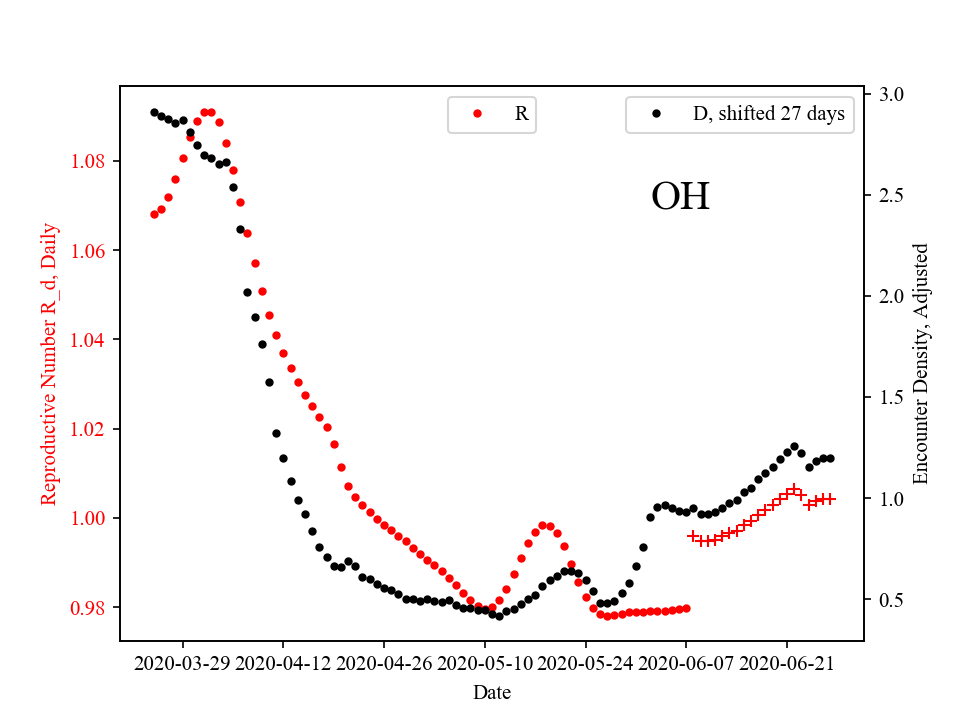 R
D, shifted 27 days
OH
Reproductive Number R_d, Daily
1.08
1.06
1.04
1.02
1.00
0.98
3.0
2.5
2.0
1.5
1.0
0.5
Encounter Density, Adjusted
2020-03-29 2020-04-12 2020-04-26 2020-05-10 2020-05-24 2020-06-07 2020-06-21
Date